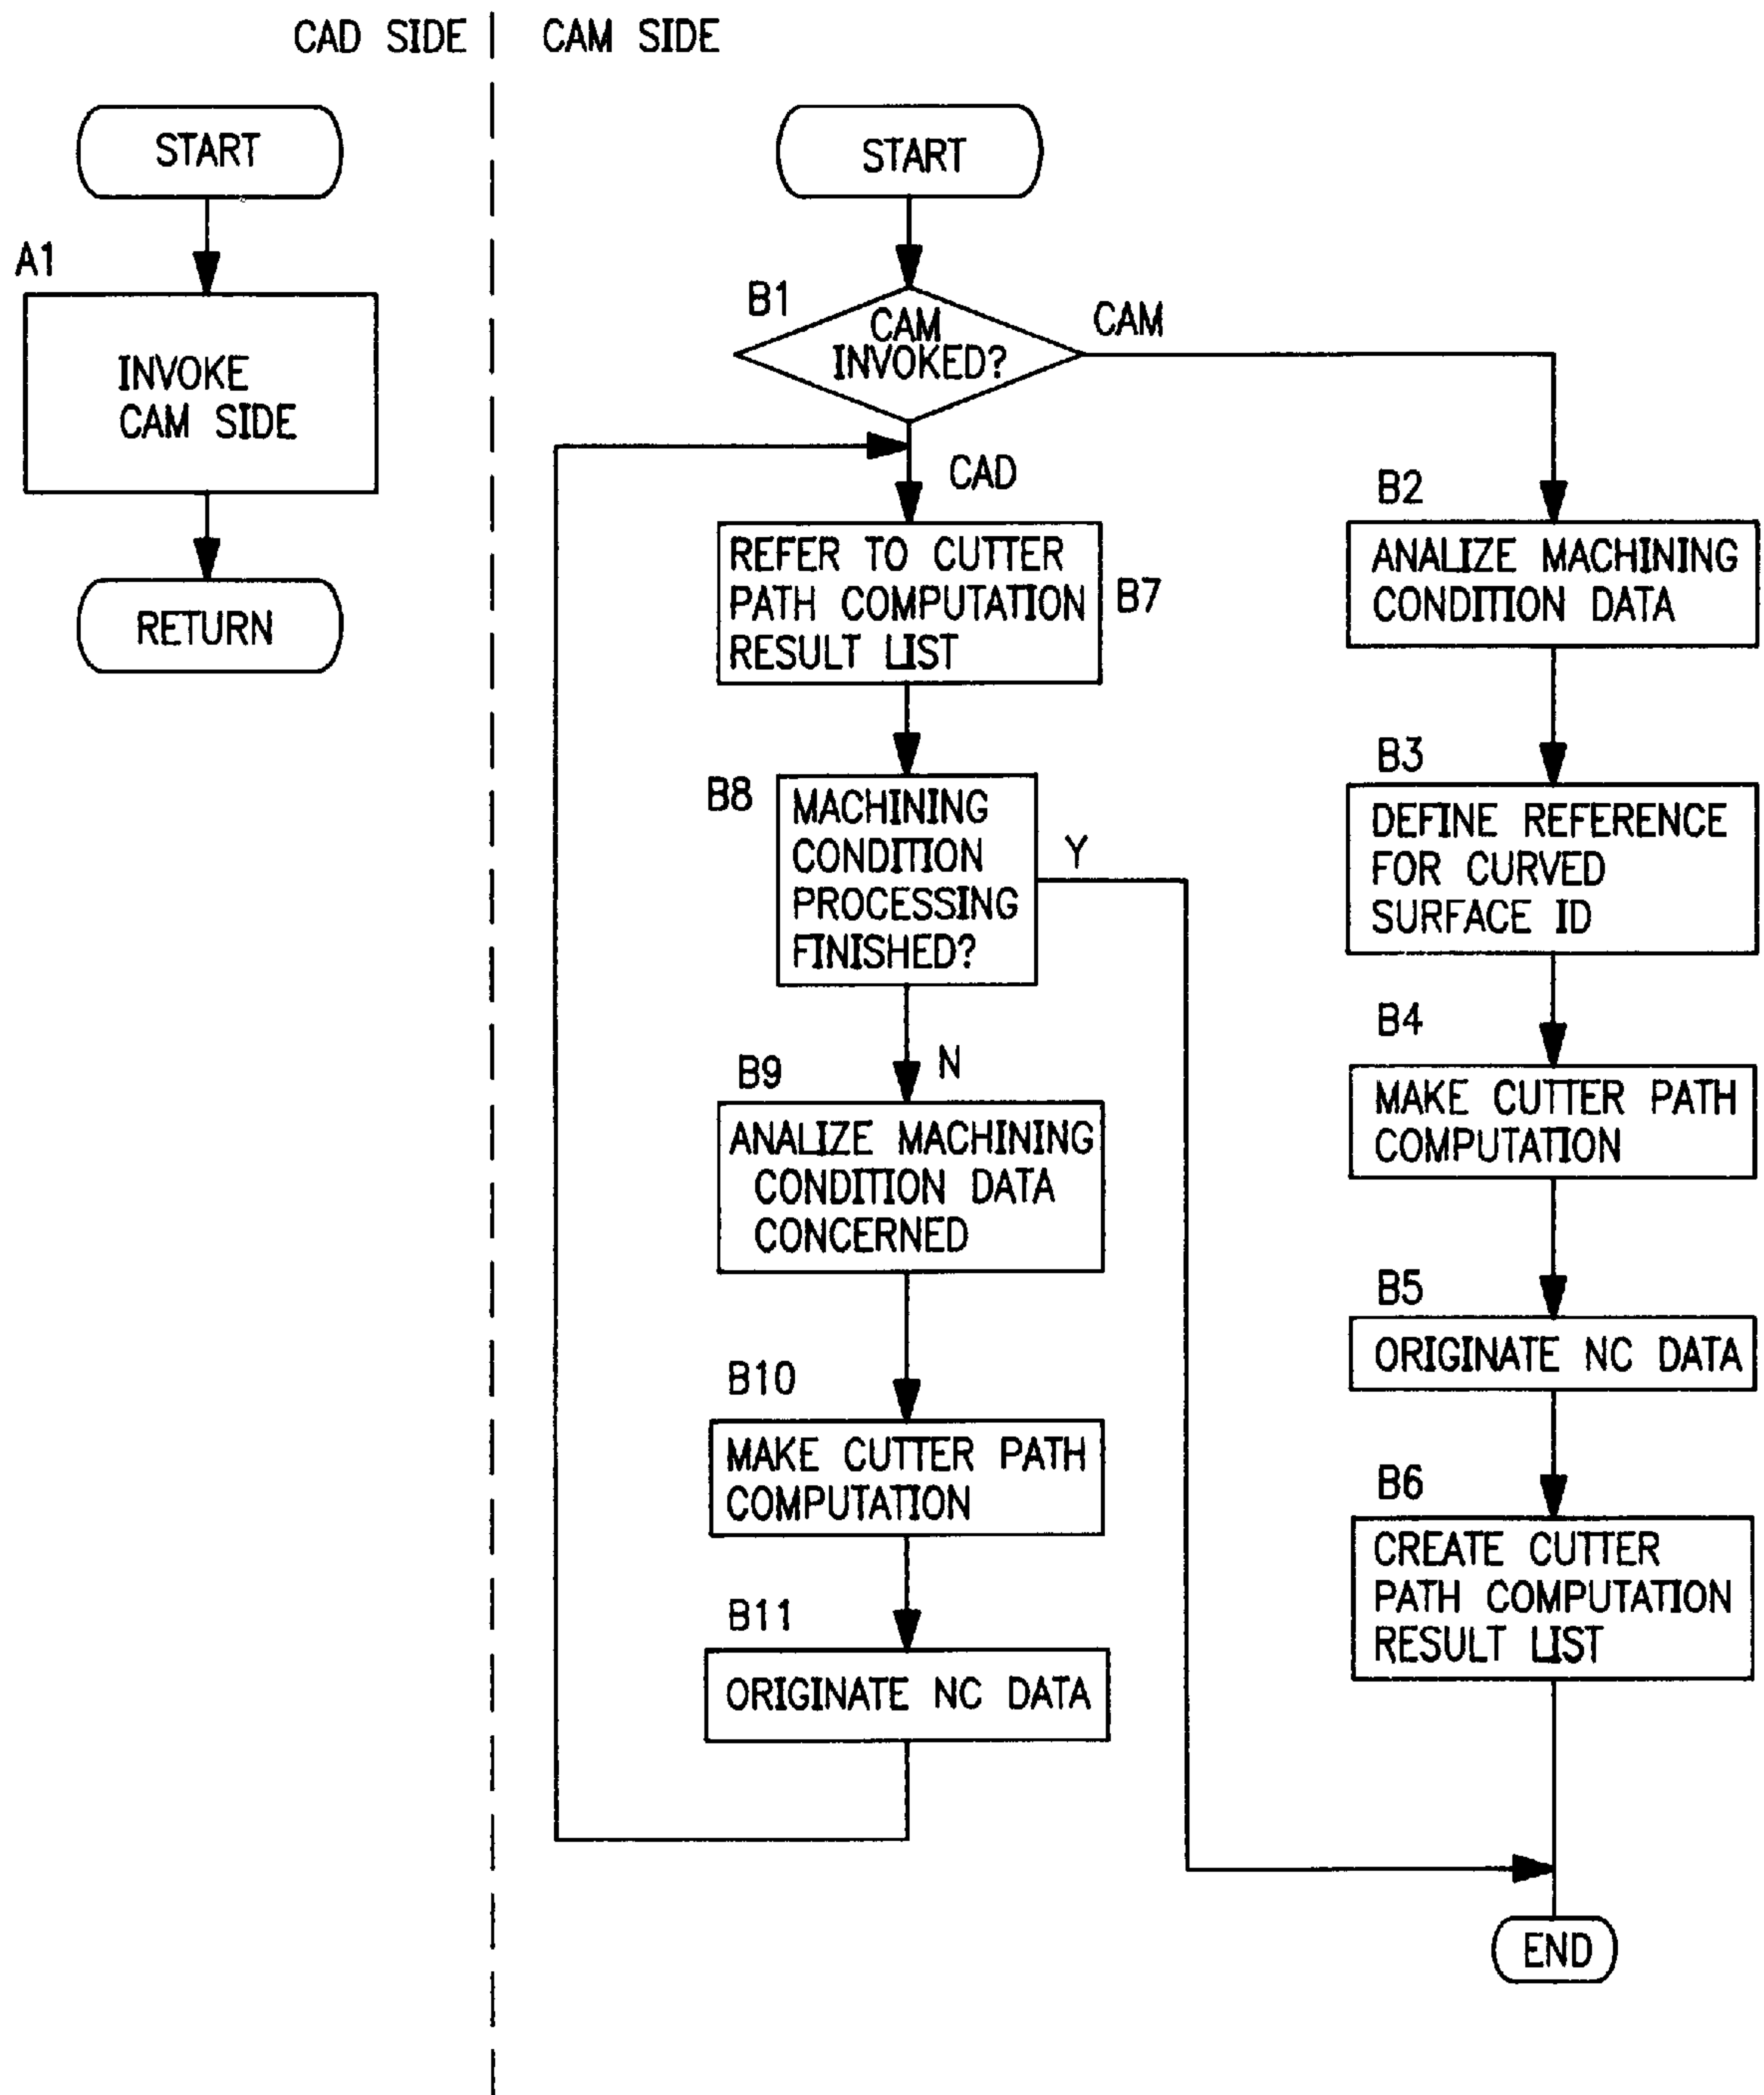 CAD SIDE
CAM SIDE
START
A1
INVOKE
CAM SIDE
RETURN
START
B1
CAM
INVOKED?
CAM
CAD
REFER TO CUTTER
PATH COMPUTATION
RESULT LIST
B7
B8
MACHINING
CONDITION
PROCESSING
FINISHED?
Y
N
B9
ANALIZE MACHINING
CONDITION DATA
CONCERNED
B10
MAKE CUTTER PATH
COMPUTATION
B11
ORIGINATE NC DATA
B2
ANALIZE MACHINING
CONDITION DATA
B3
DEFINE REFERENCE
FOR CURVED
SURFACE ID
B4
MAKE CUTTER PATH
COMPUTATION
B5
ORIGINATE NC DATA
B6
CREATE CUTTER
PATH COMPUTATION
RESULT LIST
END